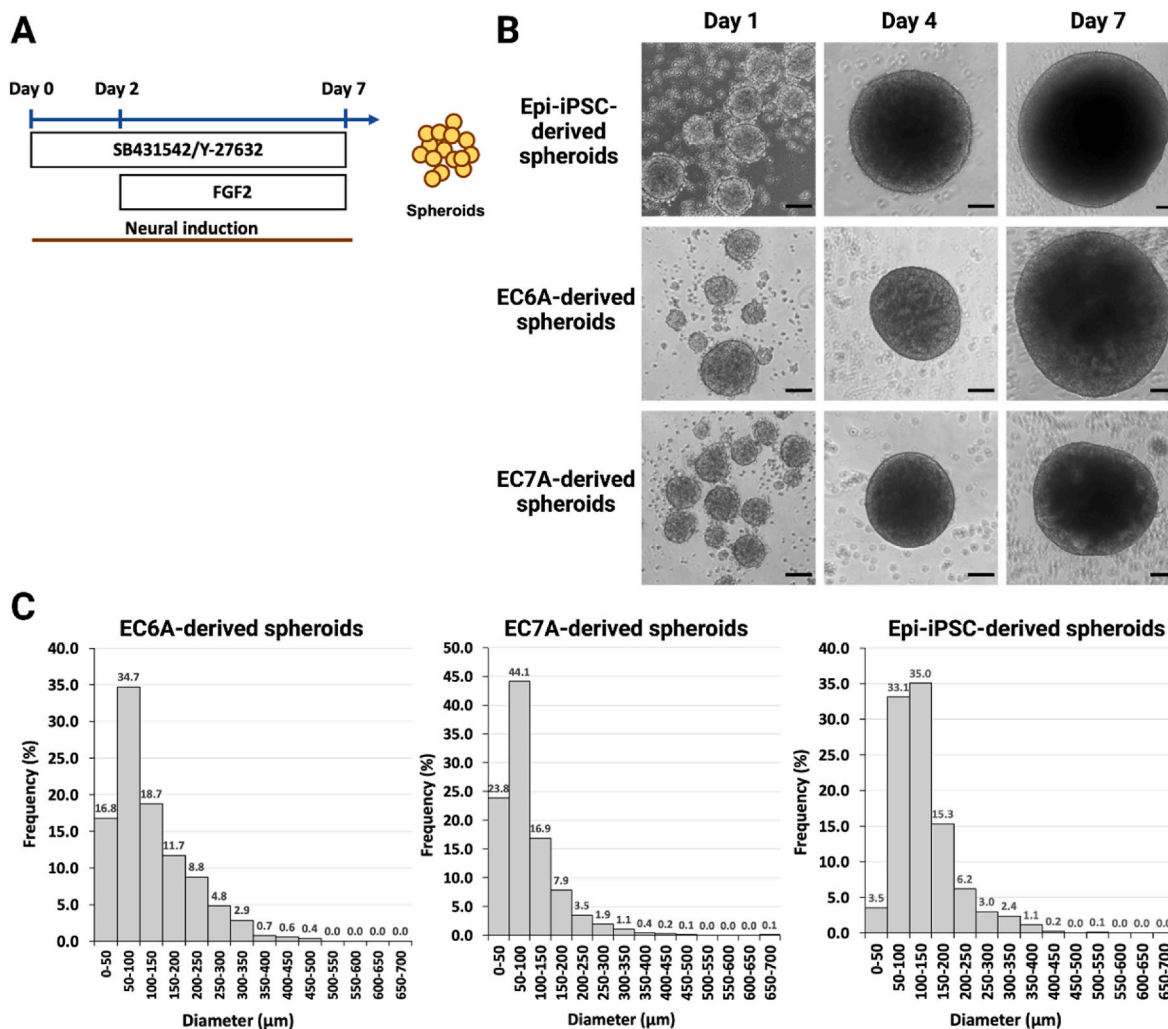 A
Day 0 Day 2 Day 7
SB431542/Y-27632
FGF2
Neural induction
Spheroids
B
Day 1 Day 4 Day 7
Epi-iPSC-
derived
spheroids
EC6A-derived
spheroids
EC7A-derived
spheroids
C
EC6A-derived spheroids
Frequency (%)
40.0
35.0
30.0
25.0
20.0
15.0
10.0
5.0
0.0
16.8 34.7 18.7 11.7 8.8 4.8 2.9 0.7 0.6 0.4 0.0 0.0 0.0 0.0
0-50 50-100 100-150 150-200 200-250 250-300 300-350 350-400 400-450 450-500 500-550 550-600 600-650 650-700
Diameter (μm)
EC7A-derived spheroids
Frequency (%)
50.0
45.0
40.0
35.0
30.0
25.0
20.0
15.0
10.0
5.0
0.0
23.8 44.1 16.9 7.9 3.5 1.9 1.1 0.4 0.2 0.1 0.0 0.0 0.0 0.1
0-50 50-100 100-150 150-200 200-250 250-300 300-350 350-400 400-450 450-500 500-550 550-600 600-650 650-700
Diameter (μm)
Epi-iPSC-derived spheroids
Frequency (%)
40.0
35.0
30.0
25.0
20.0
15.0
10.0
5.0
0.0
3.5 33.1 35.0 15.3 6.2 3.0 2.4 1.1 0.2 0.0 0.1 0.0 0.0
0-50 50-100 100-150 150-200 200-250 250-300 300-350 350-400 400-450 450-500 500-550 550-600 600-650 650-700
Diameter (μm)